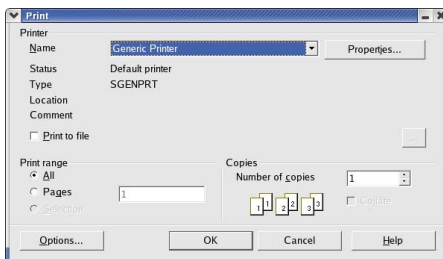 Print
Printer
Name Generic Printer Properties...
Status Default printer
Type SGENPRT
Location
Comment
Print to file ...
Print range
All
Pages 1
Selection
Copies
Number of copies 1
1 1 2 2 3 3 Collate
Options... OK Cancel Help